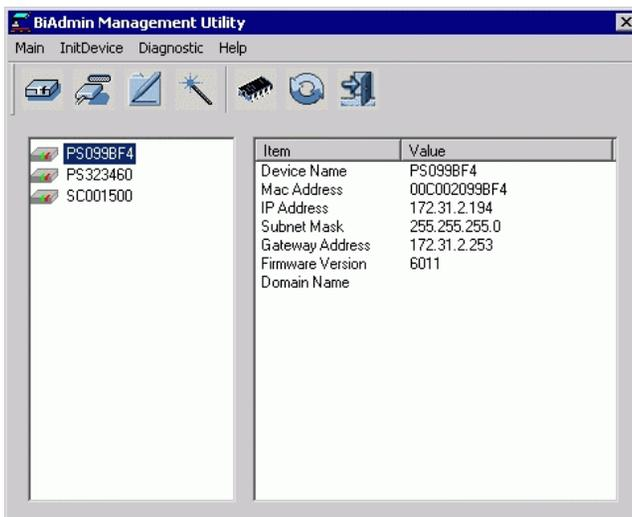 BiAdmin Management Utility
Main InitDevice Diagnostic Help
PS099BF4
PS323460
SC001500
Item Value
Device Name PS099BF4
Mac Address 00C002099BF4
IP Address 172.31.2.194
Subnet Mask 255.255.255.0
Gateway Address 172.31.2.253
Firmware Version 6011
Domain Name